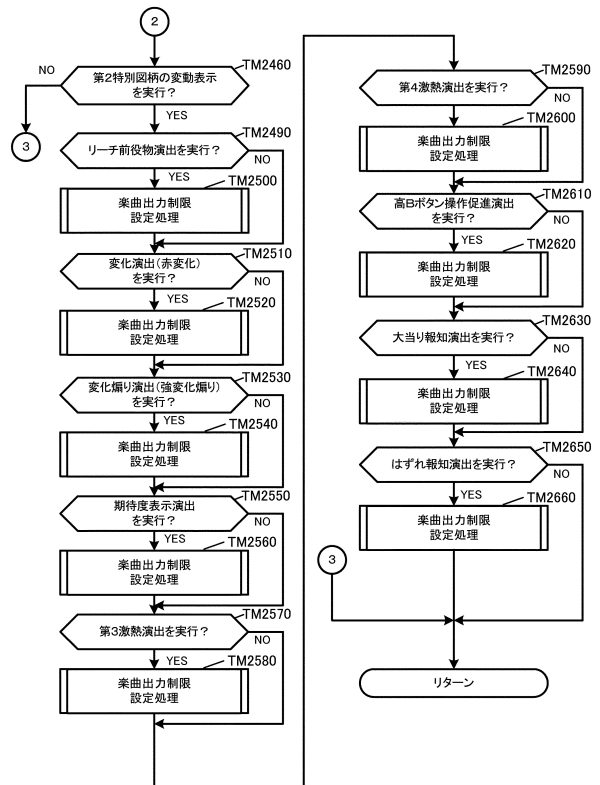 2
TM2460
第2特別図柄の変動表示
を実行？
NO
YES
3
TM2490
リーチ前役物演出を実行？
NO
YES
TM2500
楽曲出力制限
設定処理
TM2510
変化演出(赤変化)
を実行？
NO
YES
TM2520
楽曲出力制限
設定処理
TM2530
変化煽り演出(強変化煽り)
を実行？
NO
YES
TM2540
楽曲出力制限
設定処理
TM2550
期待度表示演出
を実行？
NO
YES
TM2560
楽曲出力制限
設定処理
TM2570
第3激熱演出を実行？
NO
YES
TM2580
楽曲出力制限
設定処理
TM2590
第4激熱演出を実行？
NO
YES
TM2600
楽曲出力制限
設定処理
TM2610
高Bボタン操作促進演出
を実行？
NO
YES
TM2620
楽曲出力制限
設定処理
TM2630
大当り報知演出を実行？
NO
YES
TM2640
楽曲出力制限
設定処理
TM2650
はずれ報知演出を実行？
NO
YES
TM2660
楽曲出力制限
設定処理
3
リターン